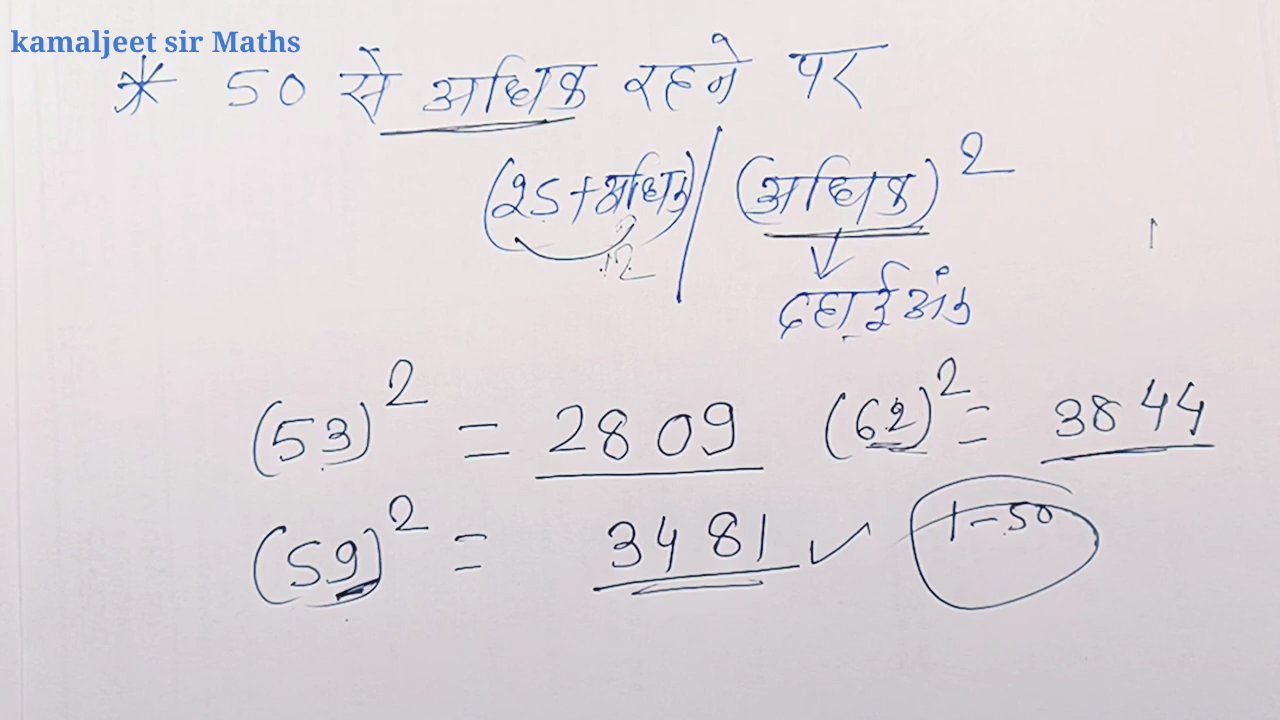 kamaljeet sir Maths
* 50 से अधिक रहने पर
(25+अधिक) / (अधिक)²
दहाई अंक
(53)² = 2809 (62)² = 3844
(59)² = 3481 ✓ 1-50